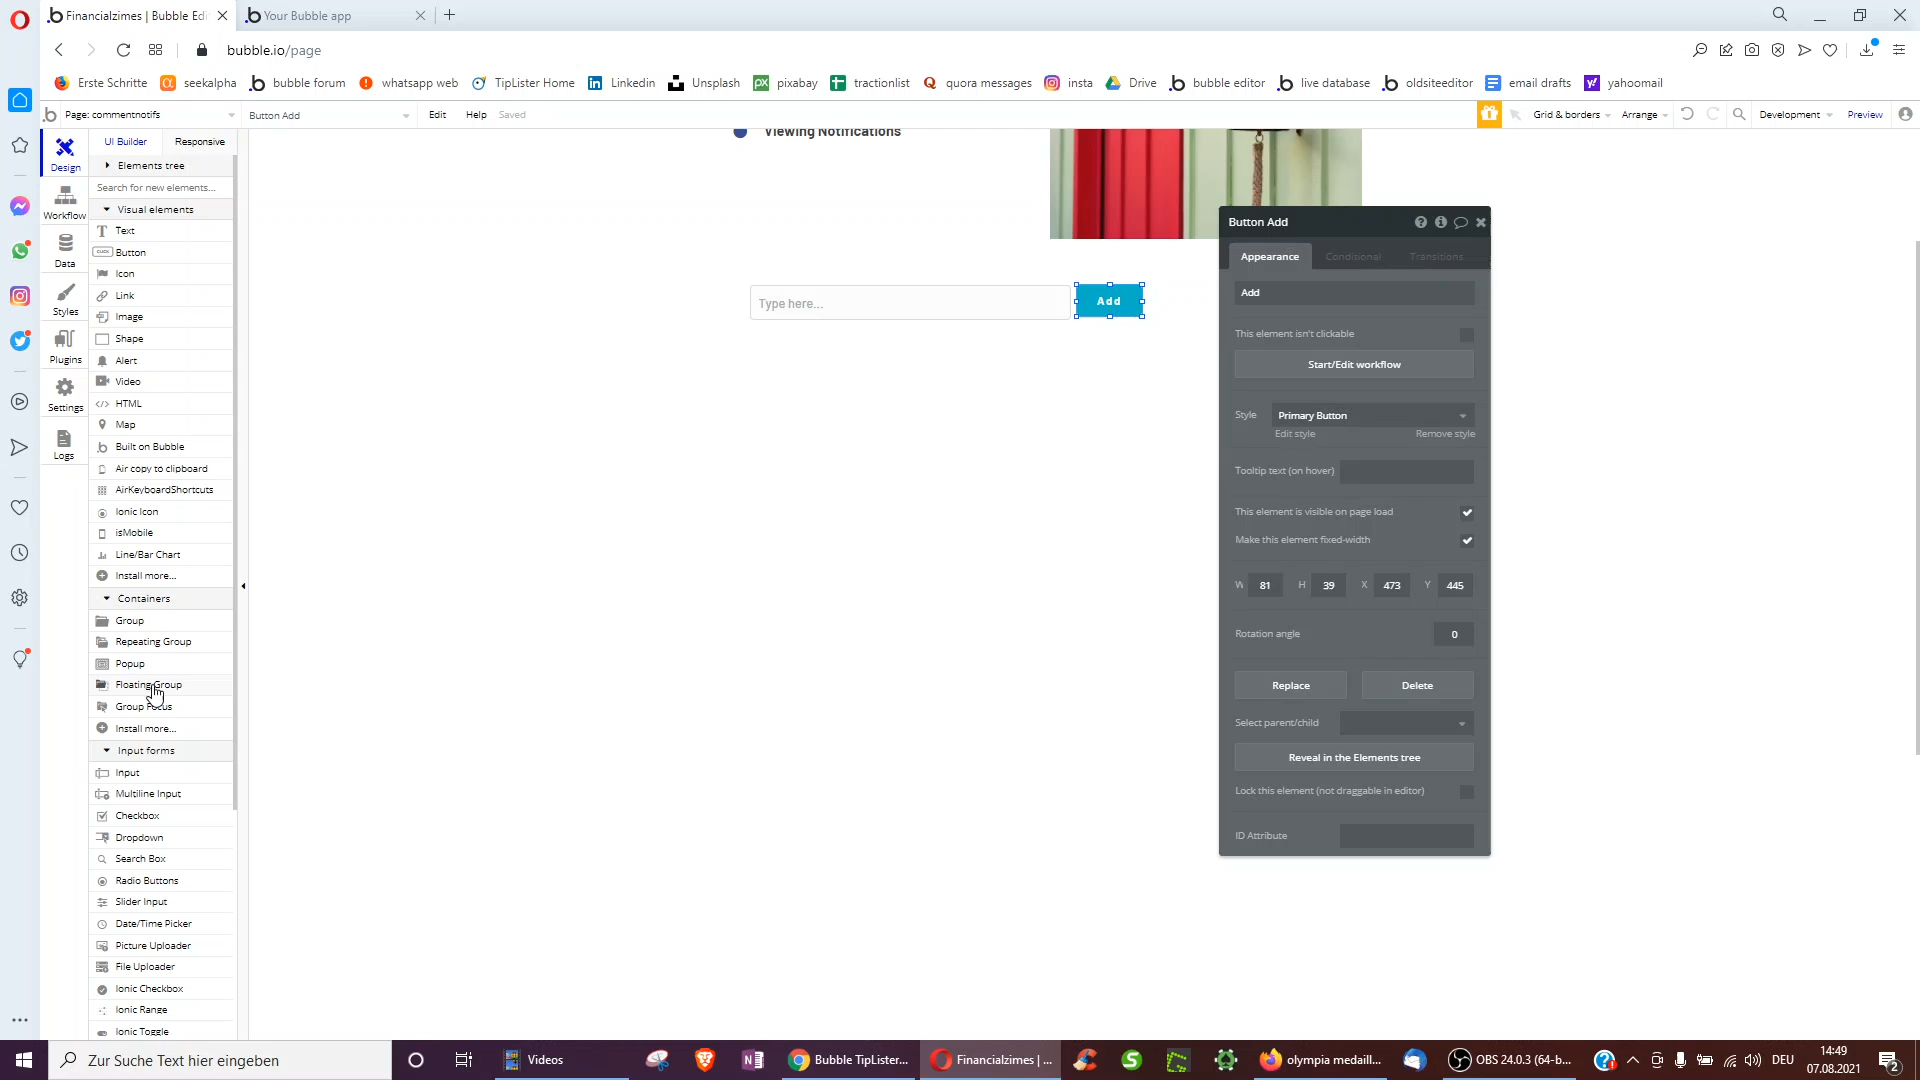 Financialzimes | Bubble Edi
Your Bubble app
bubble.io/page
Erste Schritte
seekalpha
bubble forum
whatsapp web
TipLister Home
Linkedin
Unsplash
pixabay
tractionlist
quora messages
insta
Drive
bubble editor
live database
oldsiteeditor
email drafts
yahoomail
Page: commentnotifs
Button Add
Edit
Help
Saved
Grid & borders
Arrange
Development
Preview
Design
Workflow
Data
Styles
Plugins
Settings
Logs
UI Builder
Responsive
Elements tree
Search for new elements...
Visual elements
Text
CLICK
Button
Icon
Link
Image
Shape
Alert
Video
HTML
Map
Built on Bubble
Air copy to clipboard
AirKeyboardShortcuts
Ionic Icon
isMobile
Line/Bar Chart
Install more...
Containers
Group
Repeating Group
Popup
Floating Group
Group Focus
Install more...
Input forms
Input
Multiline Input
Checkbox
Dropdown
Search Box
Radio Buttons
Slider Input
Date/Time Picker
Picture Uploader
File Uploader
Ionic Checkbox
Ionic Range
Ionic Toggle
Viewing Notifications
Type here...
Add
Button Add
Appearance
Conditional
Transitions
Add
This element isn't clickable
Start/Edit workflow
Style
Primary Button
Edit style
Remove style
Tooltip text (on hover)
This element is visible on page load
Make this element fixed-width
W 81 H 39 X 473 Y 445
Rotation angle 0
Replace
Delete
Select parent/child
Reveal in the Elements tree
Lock this element (not draggable in editor)
ID Attribute
Zur Suche Text hier eingeben
Videos
Bubble TipLister...
Financialzimes | ...
olympia medaill...
OBS 24.0.3 (64-b...
DEU
14:49
07.08.2021
2